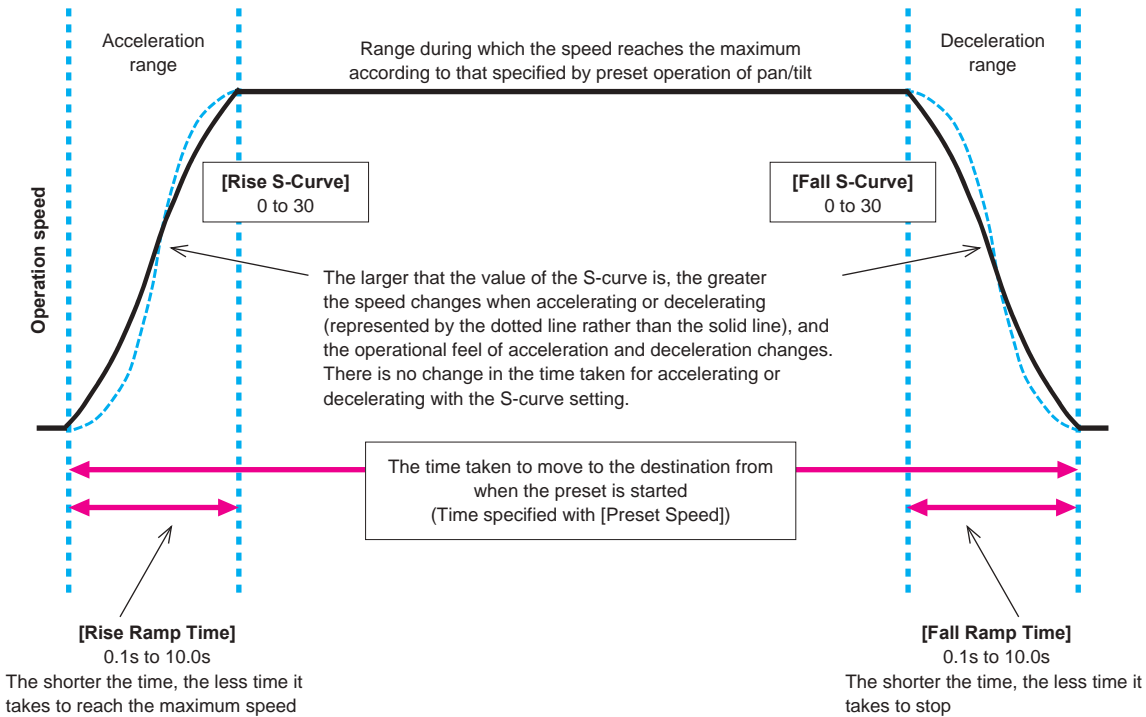 Acceleration
range
Range during which the speed reaches the maximum
according to that specified by preset operation of pan/tilt
Deceleration
range
Operation speed
[Rise S-Curve]
0 to 30
[Fall S-Curve]
0 to 30
The larger that the value of the S-curve is, the greater
the speed changes when accelerating or decelerating
(represented by the dotted line rather than the solid line), and
the operational feel of acceleration and deceleration changes.
There is no change in the time taken for accelerating or
decelerating with the S-curve setting.
The time taken to move to the destination from
when the preset is started
(Time specified with [Preset Speed])
[Rise Ramp Time]
0.1s to 10.0s
The shorter the time, the less time it
takes to reach the maximum speed
[Fall Ramp Time]
0.1s to 10.0s
The shorter the time, the less time it
takes to stop